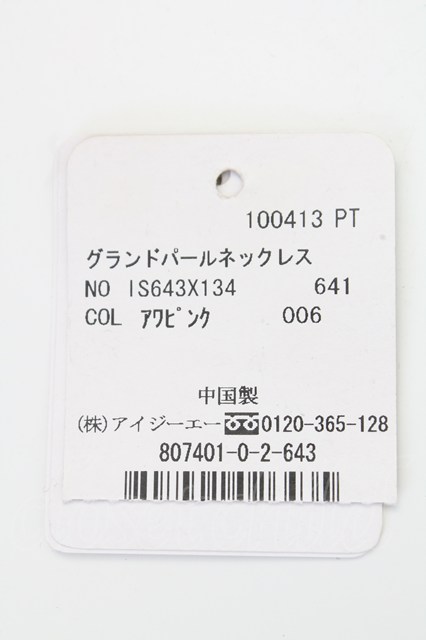 100413 PT
グランドパールネックレス
NO IS643X134 641
COL ｱﾜﾋﾟﾝｸ 006
中国製
(株)アイジーエー 0120-365-128
807401-0-2-643